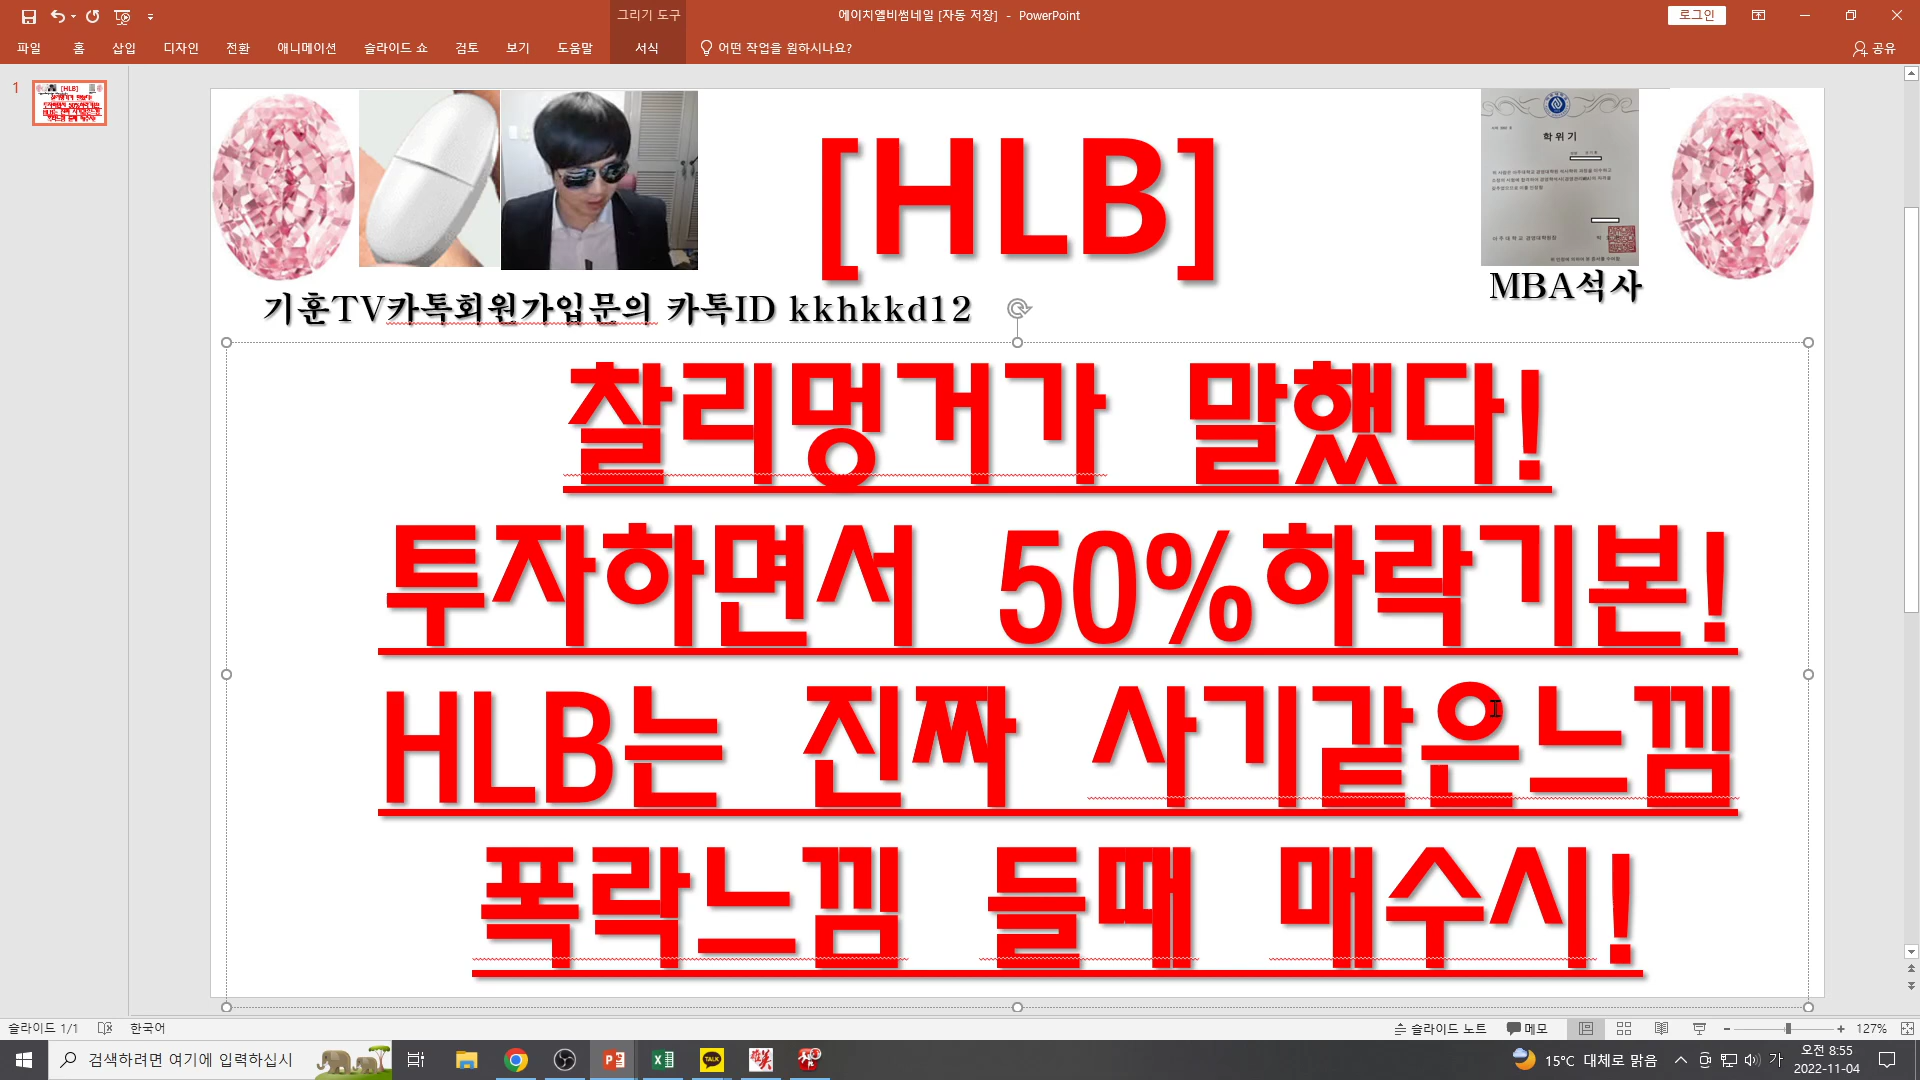 에이치앨비썸네일 [자동 저장] - PowerPoint
그리기 도구
로그인
파일 홈 삽입 디자인 전환 애니메이션 슬라이드 쇼 검토 보기 도움말 서식 어떤 작업을 원하시나요? 공유
1
[HLB]
학 위 기
MBA석사
기훈TV카톡회원가입문의 카톡ID kkhkkd12
찰리멍거가 말했다!
투자하면서 50%하락기본!
HLB는 진짜 사기같은느낌
폭락느낌 들때 매수시!
슬라이드 1/1 한국어 슬라이드 노트 메모 127%
검색하려면 여기에 입력하십시
TALK
15°C 대체로 맑음
가
오전 8:55
2022-11-04